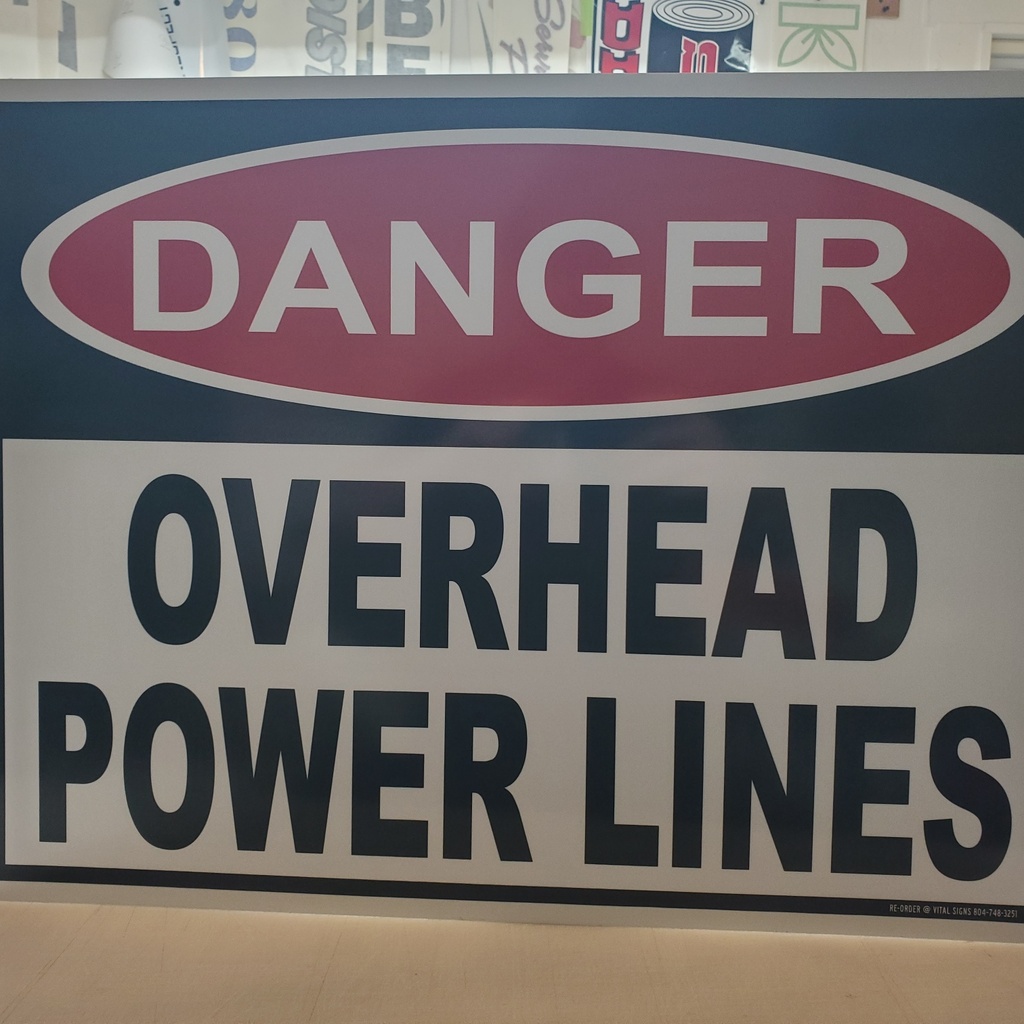 DANGER
OVERHEAD
POWER LINES
RE-ORDER @ VITAL SIGNS 804-748-3251